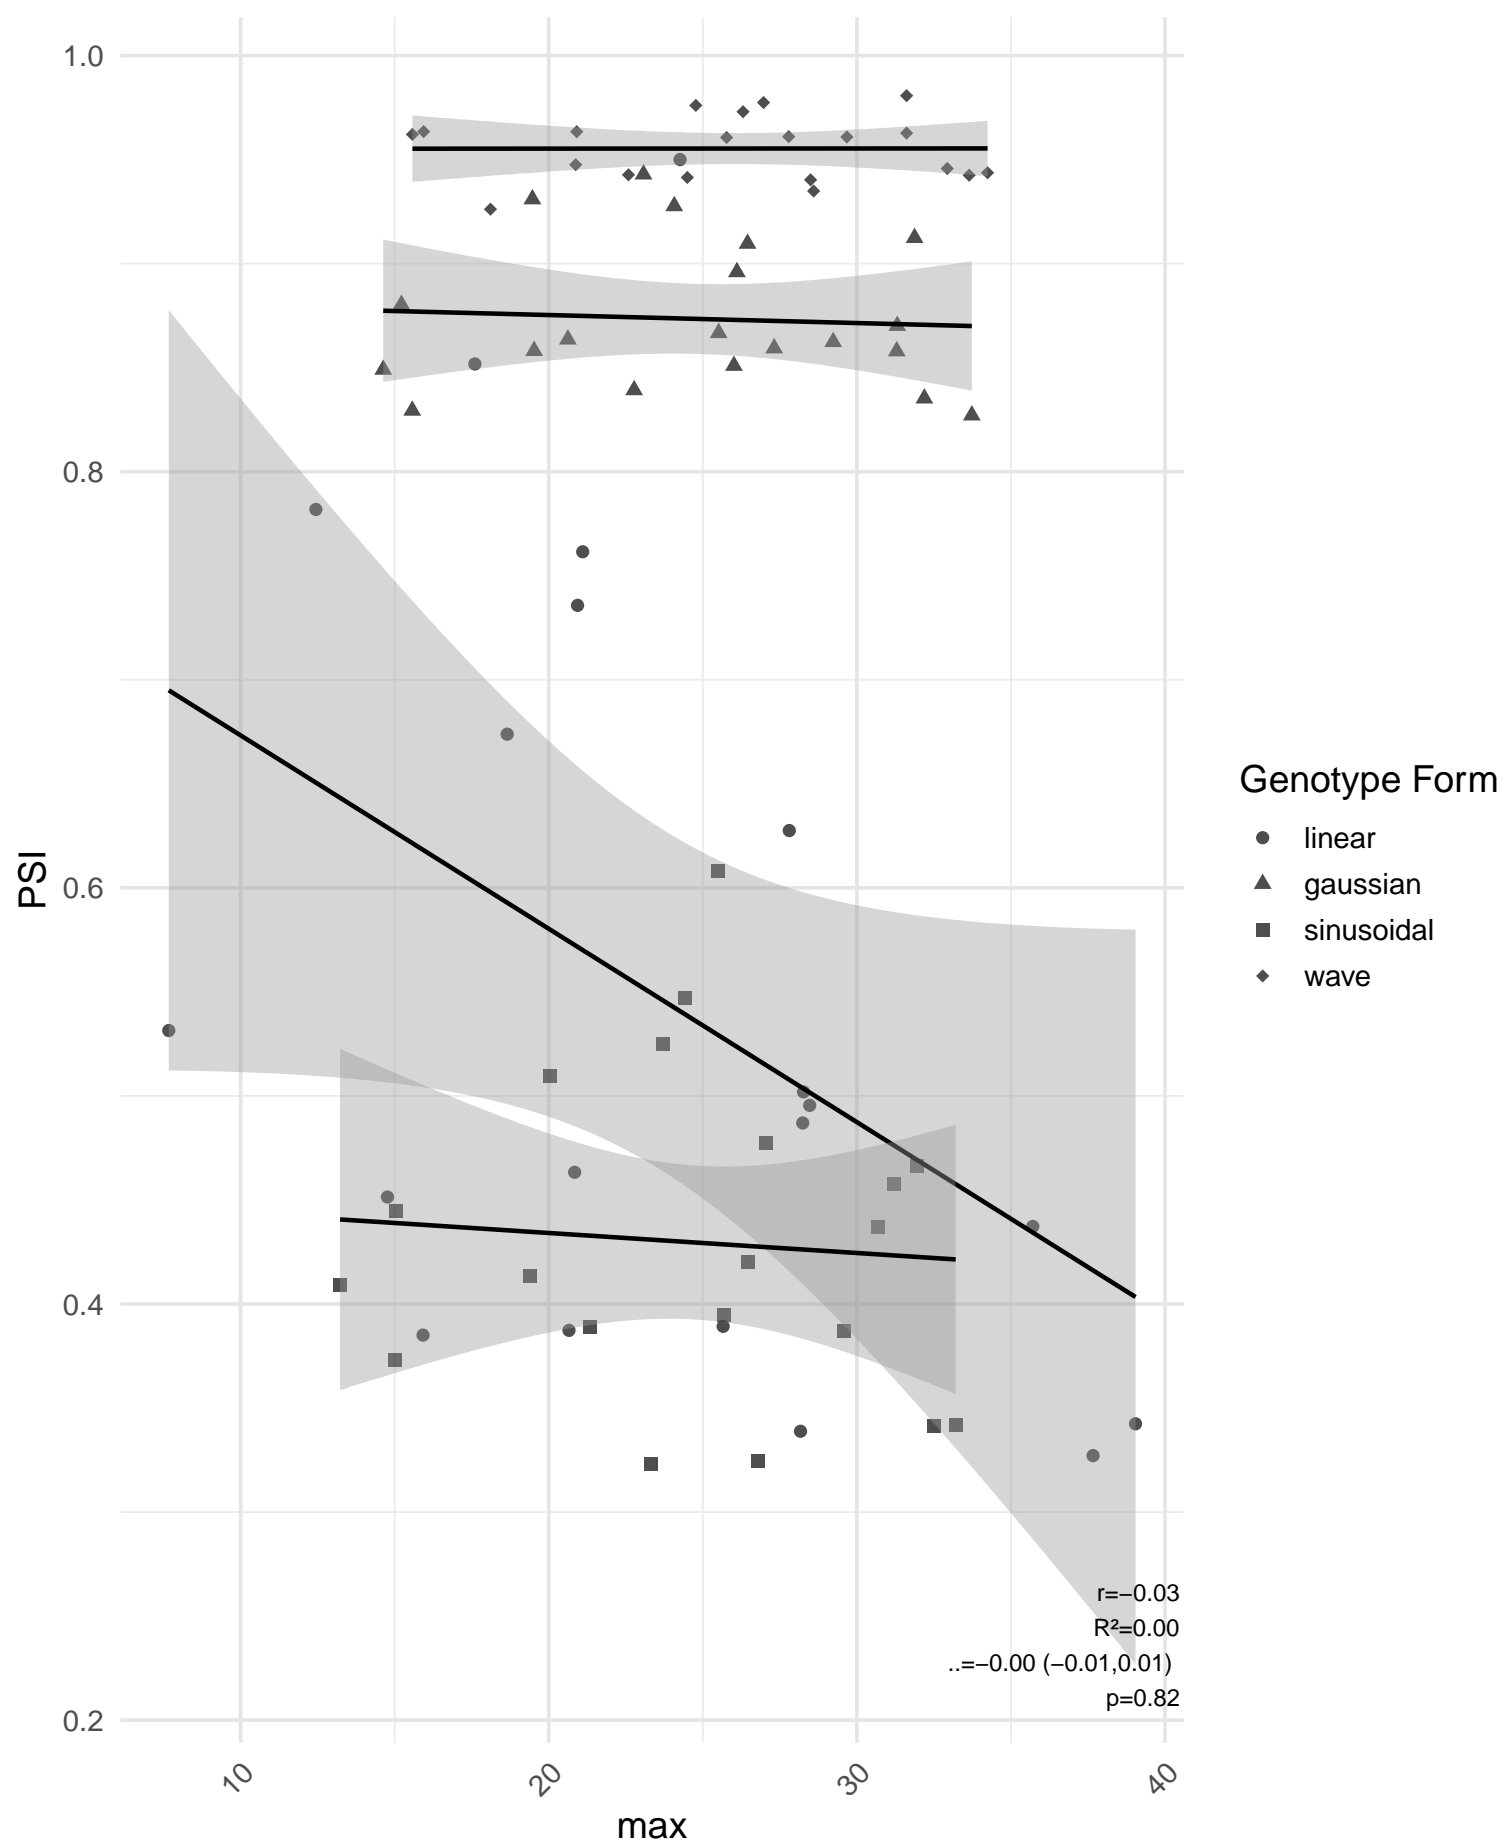 1.0
0.8
0.6
0.4
0.2
PSI
10
20
30
40
max
Genotype Form
linear
gaussian
sinusoidal
wave
r=−0.03
R²=0.00
..=−0.00 (−0.01,0.01)
p=0.82